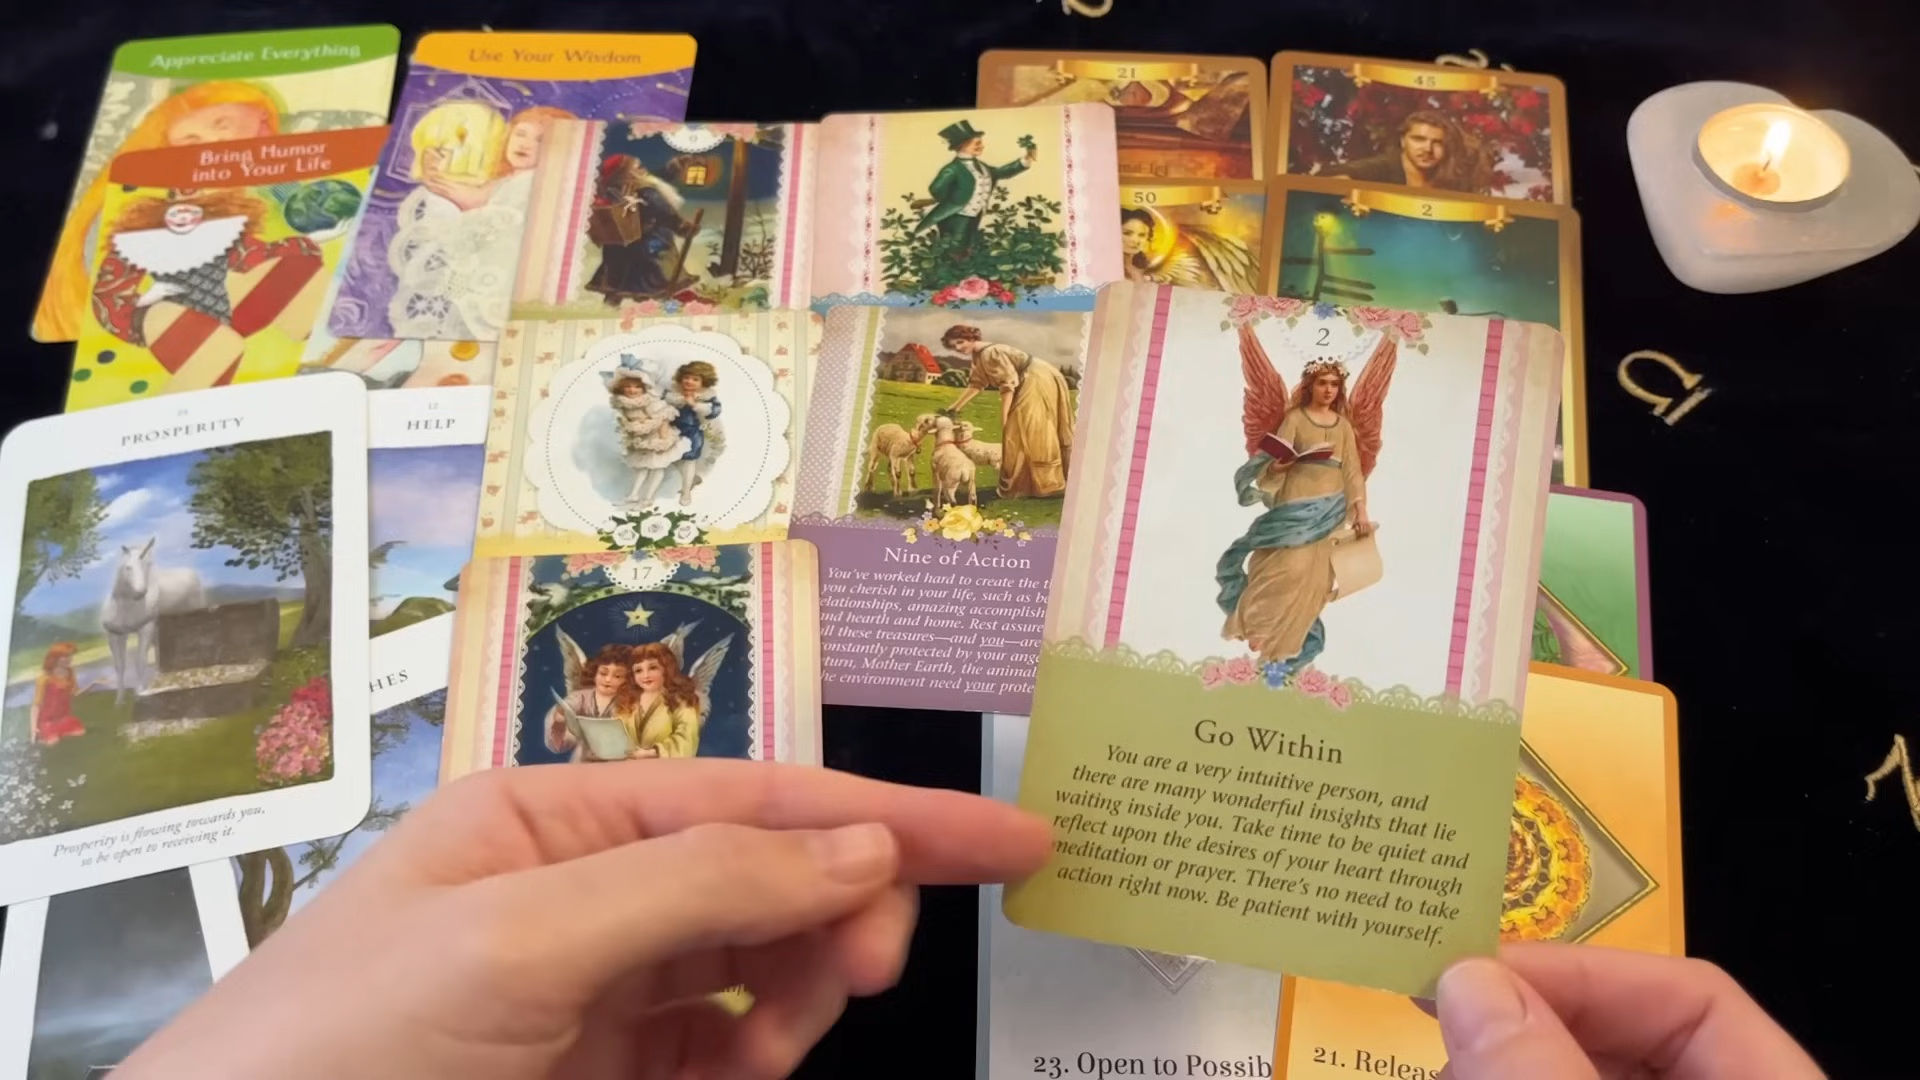 Appreciate Everything
Use Your Wisdom
Bring Humor
into Your Life
9
21
45
50
2
PROSPERITY
Prosperity is flowing towards you,
so be open to receiving it.
12
HELP
HES
17
Nine of Action
You've worked hard to create the
you cherish in your life, such as
elationships, amazing accomplish
and hearth and home. Rest assure
all these treasures—and you—are
onstantly protected by your ange
turn, Mother Earth, the animal
he environment need your prote
2
Go Within
You are a very intuitive person, and
there are many wonderful insights that lie
waiting inside you. Take time to be quiet and
reflect upon the desires of your heart through
meditation or prayer. There's no need to take
action right now. Be patient with yourself.
23. Open to Possib
21. Releas